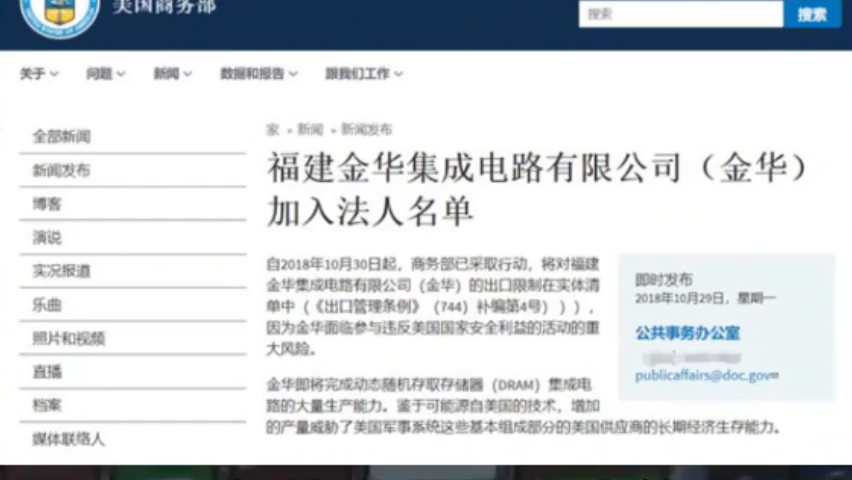 美国商务部
搜索
搜索
关于
问题
新闻
数据和报告
跟我们工作
全部新闻
新闻发布
博客
演说
实况报道
乐曲
照片和视频
直播
档案
媒体联络人
家 » 新闻 » 新闻发布
福建金华集成电路有限公司（金华）
加入法人名单
自2018年10月30日起，商务部已采取行动，将对福建
金华集成电路有限公司（金华）的出口限制在实体清
单中（《出口管理条例》（744）补编第4号）））,
因为金华面临参与违反美国国家安全利益的活动的重
大风险。
金华即将完成动态随机存取存储器（DRAM）集成电
路的大量生产能力。鉴于可能源自美国的技术，增加
的产量威胁了美国军事系统这些基本组成部分的美国供应商的长期经济生存能力。
即时发布
2018年10月29日，星期一
公共事务办公室
publicaffairs@doc.gov